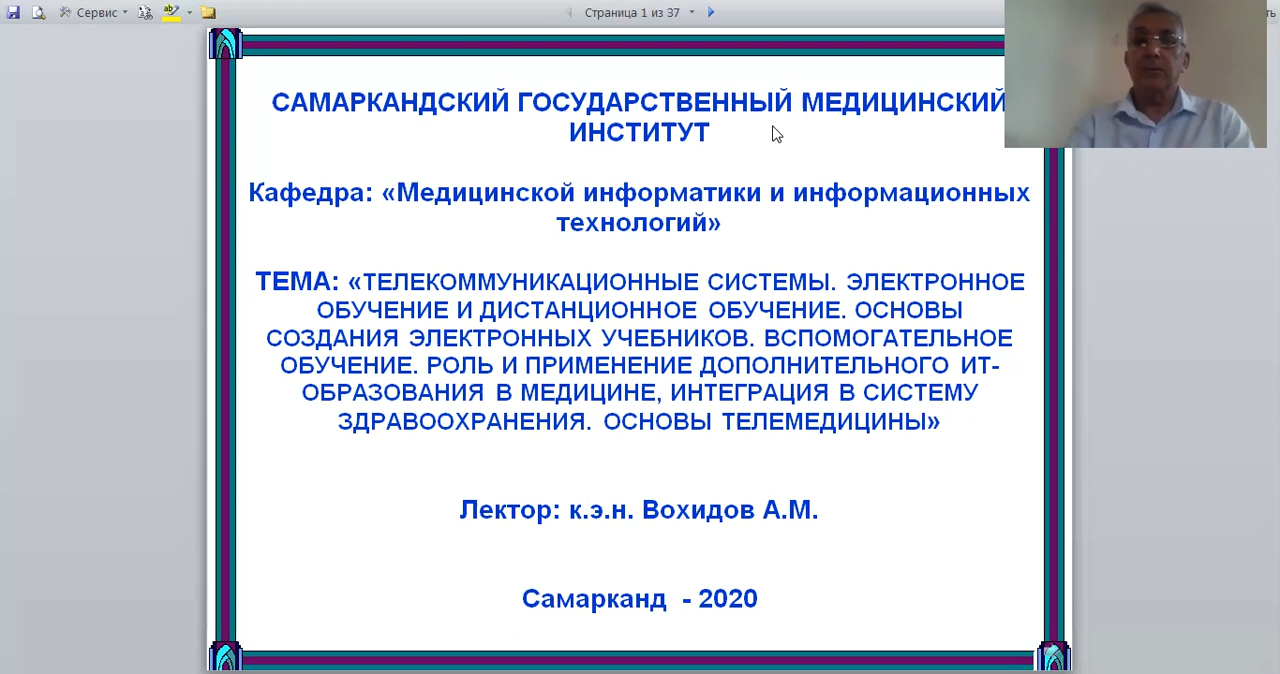 Сервис
Страница 1 из 37
ть
САМАРКАНДСКИЙ ГОСУДАРСТВЕННЫЙ МЕДИЦИНСКИЙ
ИНСТИТУТ
Кафедра: «Медицинской информатики и информационных
технологий»
ТЕМА: «ТЕЛЕКОММУНИКАЦИОННЫЕ СИСТЕМЫ. ЭЛЕКТРОННОЕ
ОБУЧЕНИЕ И ДИСТАНЦИОННОЕ ОБУЧЕНИЕ. ОСНОВЫ
СОЗДАНИЯ ЭЛЕКТРОННЫХ УЧЕБНИКОВ. ВСПОМОГАТЕЛЬНОЕ
ОБУЧЕНИЕ. РОЛЬ И ПРИМЕНЕНИЕ ДОПОЛНИТЕЛЬНОГО ИТ-
ОБРАЗОВАНИЯ В МЕДИЦИНЕ, ИНТЕГРАЦИЯ В СИСТЕМУ
ЗДРАВООХРАНЕНИЯ. ОСНОВЫ ТЕЛЕМЕДИЦИНЫ»
Лектор: к.э.н. Вохидов А.М.
Самарканд - 2020